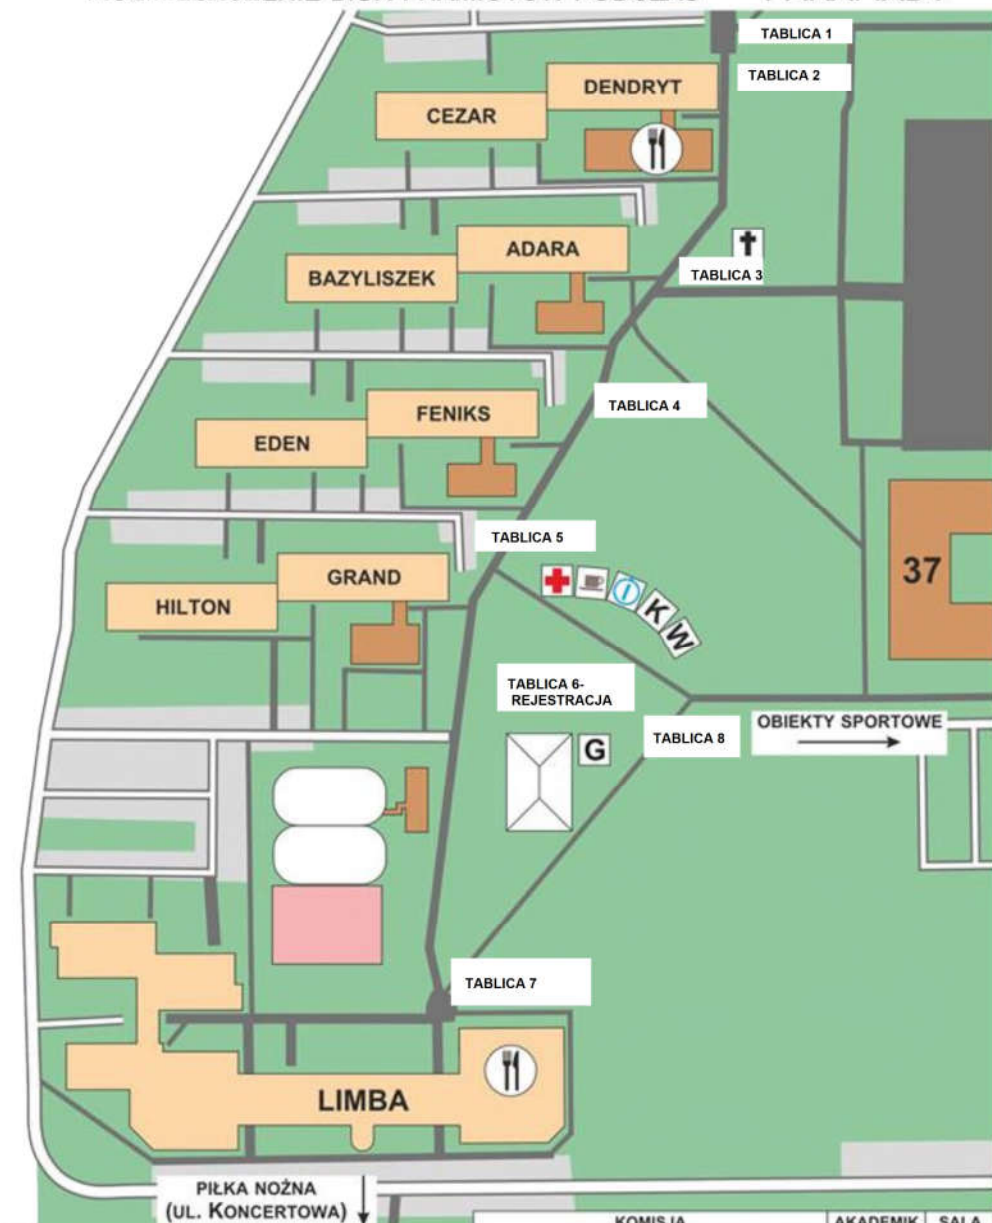 TABLICA 1
TABLICA 2
DENDRYT
CEZAR
ADARA
TABLICA 3
BAZYLISZEK
TABLICA 4
FENIKS
EDEN
TABLICA 5
37
GRAND
HILTON
K
W
TABLICA 6-
REJESTRACJA
OBIEKTY SPORTOWE
TABLICA 8
G
TABLICA 7
LIMBA
PIŁKA NOŻNA
(UL. KONCERTOWA)
KOMISJA
AKADEMIK
SALA